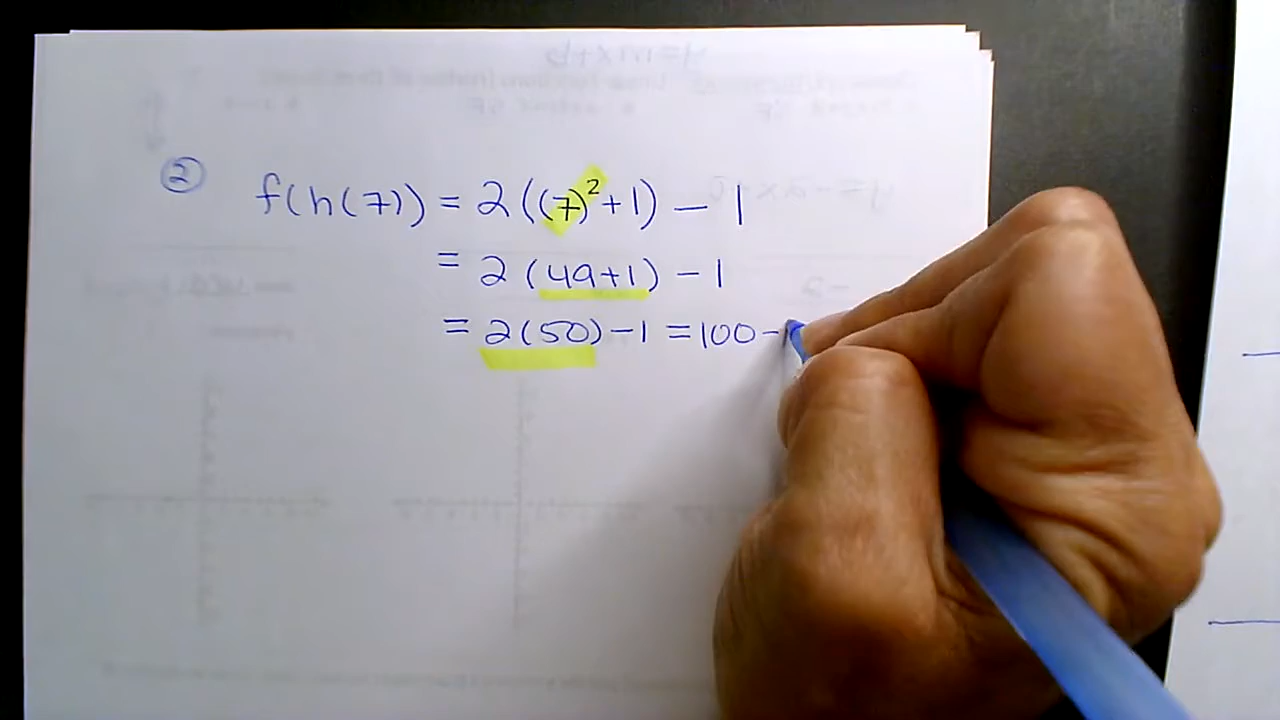 ② f(h(7)) = 2((7)²+1) – 1
= 2 (49+1) – 1
= 2(50) – 1 = 100 –